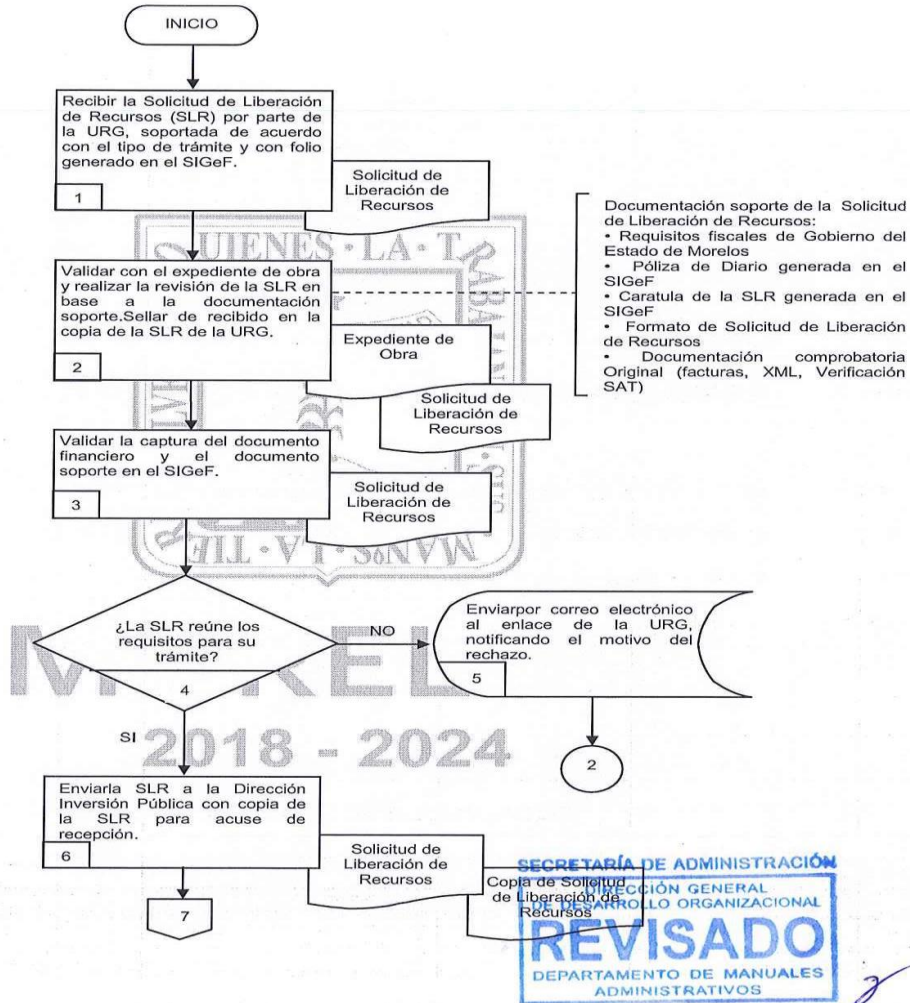 INICIO
Recibir la Solicitud de Liberación
de Recursos (SLR) por parte de
la URG, soportada de acuerdo
con el tipo de trámite y con folio
generado en el SIGeF.
1
Solicitud de
Liberación de
Recursos
QUIENES · LA · TRABAJAN · SUS
MANOS · LA · TIE
Validar con el expediente de obra
y realizar la revisión de la SLR en
base a la documentación
soporte.Sellar de recibido en la
copia de la SLR de la URG.
2
Expediente de
Obra
Solicitud de
Liberación de
Recursos
Documentación soporte de la Solicitud
de Liberación de Recursos:
• Requisitos fiscales de Gobierno del
Estado de Morelos
• Póliza de Diario generada en el
SIGeF
• Caratula de la SLR generada en el
SIGeF
• Formato de Solicitud de Liberación
de Recursos
• Documentación comprobatoria
Original (facturas, XML, Verificación
SAT)
Validar la captura del documento
financiero y el documento
soporte en el SIGeF.
3
Solicitud de
Liberación de
Recursos
¿La SLR reúne los
requisitos para su
trámite?
4
NO
Enviarpor correo electrónico
al enlace de la URG,
notificando el motivo del
rechazo.
5
2
SI
2018 - 2024
Enviarla SLR a la Dirección
Inversión Pública con copia de
la SLR para acuse de
recepción.
6
Solicitud de
Liberación de
Recursos
Copia de Solicitud
de Liberación de
Recursos
7
SECRETARÍA DE ADMINISTRACIÓN
DIRECCIÓN GENERAL
DE DESARROLLO ORGANIZACIONAL
REVISADO
DEPARTAMENTO DE MANUALES
ADMINISTRATIVOS